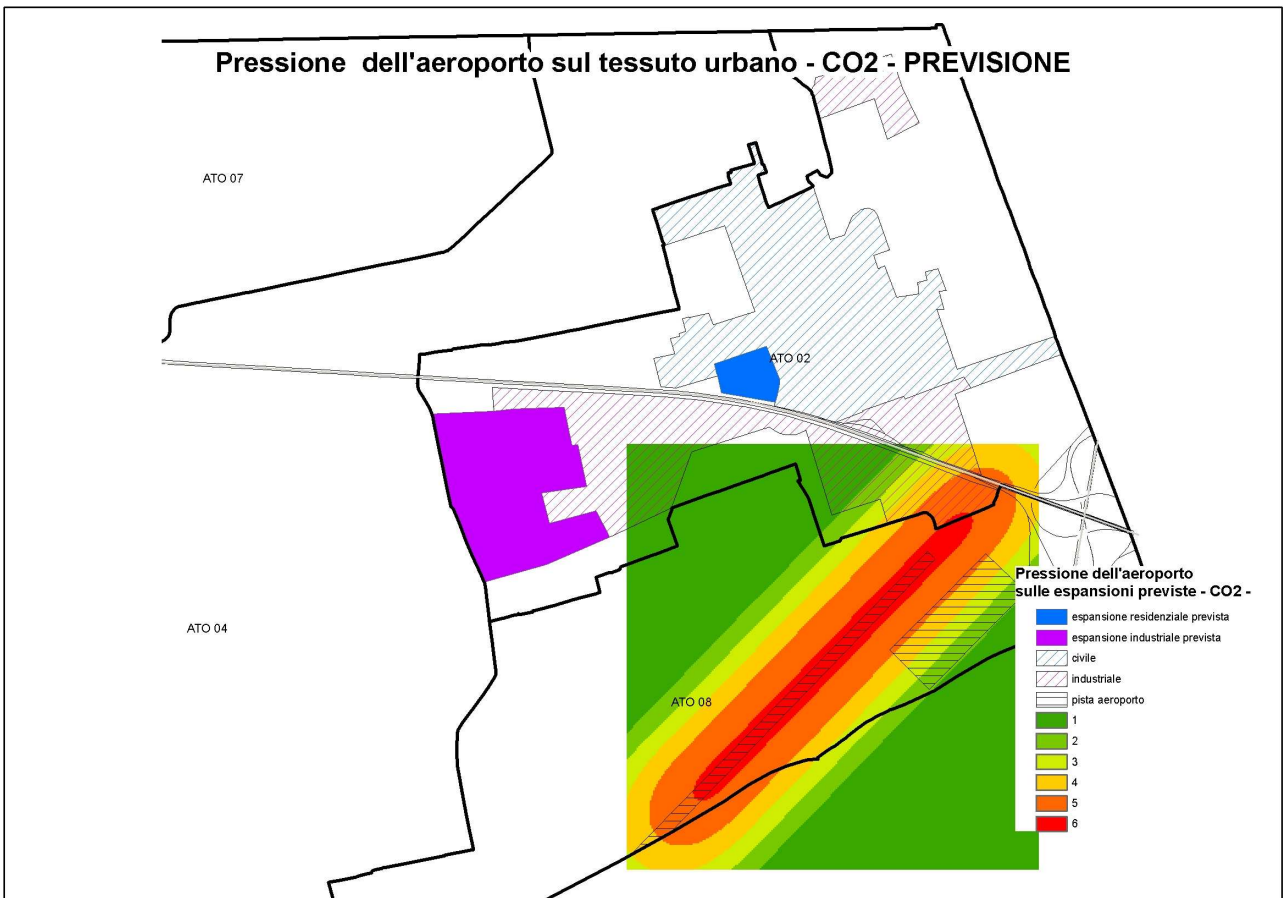 Pressione dell'aeroporto sul tessuto urbano - CO2 - PREVISIONE
ATO 07
ATO 02
ATO 04
ATO 08
Pressione dell'aeroporto
sulle espansioni previste - CO2 -
espansione residenziale prevista
espansione industriale prevista
civile
industriale
pista aeroporto
1
2
3
4
5
6